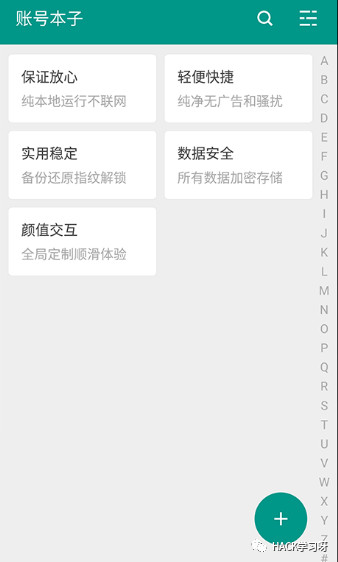 账号本子
保证放心
纯本地运行不联网
轻便快捷
纯净无广告和骚扰
实用稳定
备份还原指纹解锁
数据安全
所有数据加密存储
颜值交互
全局定制顺滑体验
A
B
C
D
E
F
G
H
I
J
K
L
M
N
O
P
Q
R
S
T
U
V
W
X
Y
Z
#
HACK学习呀